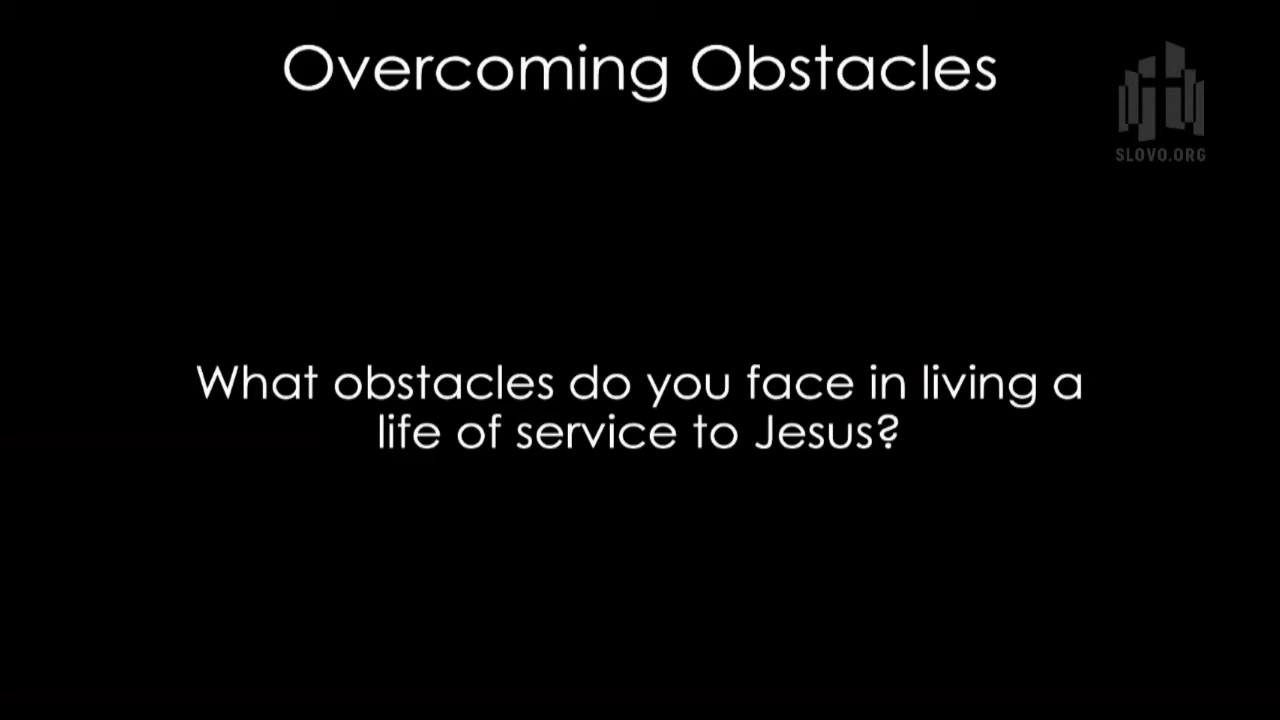 Overcoming Obstacles
SLOVO.ORG
What obstacles do you face in living a
life of service to Jesus?